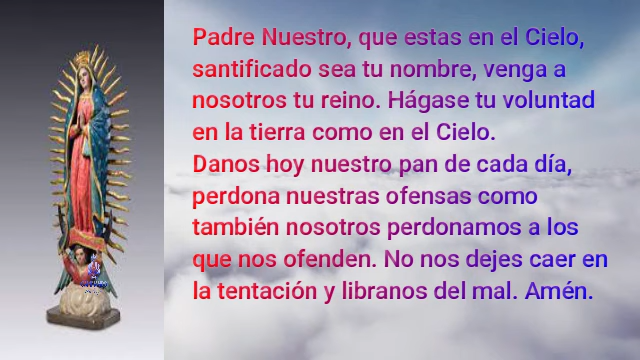 Padre Nuestro, que estas en el Cielo,
santificado sea tu nombre, venga a
nosotros tu reino. Hágase tu voluntad
en la tierra como en el Cielo.
Danos hoy nuestro pan de cada día,
perdona nuestras ofensas como
también nosotros perdonamos a los
que nos ofenden. No nos dejes caer en
la tentación y libranos del mal. Amén.